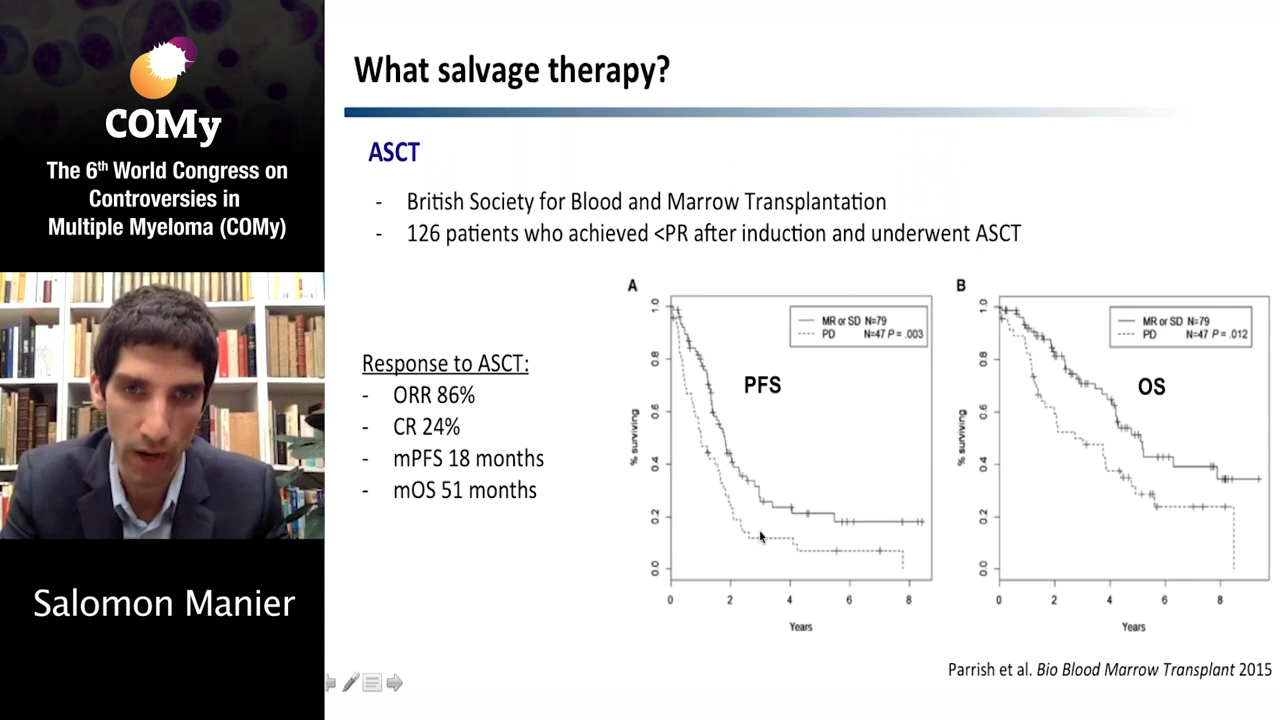 COMy
The 6th World Congress on
Controversies in
Multiple Myeloma (COMy)
Salomon Manier
What salvage therapy?
ASCT
- British Society for Blood and Marrow Transplantation
- 126 patients who achieved <PR after induction and underwent ASCT
Response to ASCT:
- ORR 86%
- CR 24%
- mPFS 18 months
- mOS 51 months
A
MR or SD N=79
PD N=47 P = .003
PFS
% surviving
1.0
0.8
0.6
0.4
0.2
0.0
0 2 4 6 8
Years
B
MR or SD N=79
PD N=47 P = .012
OS
% surviving
1.0
0.8
0.6
0.4
0.2
0.0
0 2 4 6 8
Years
Parrish et al. Bio Blood Marrow Transplant 2015